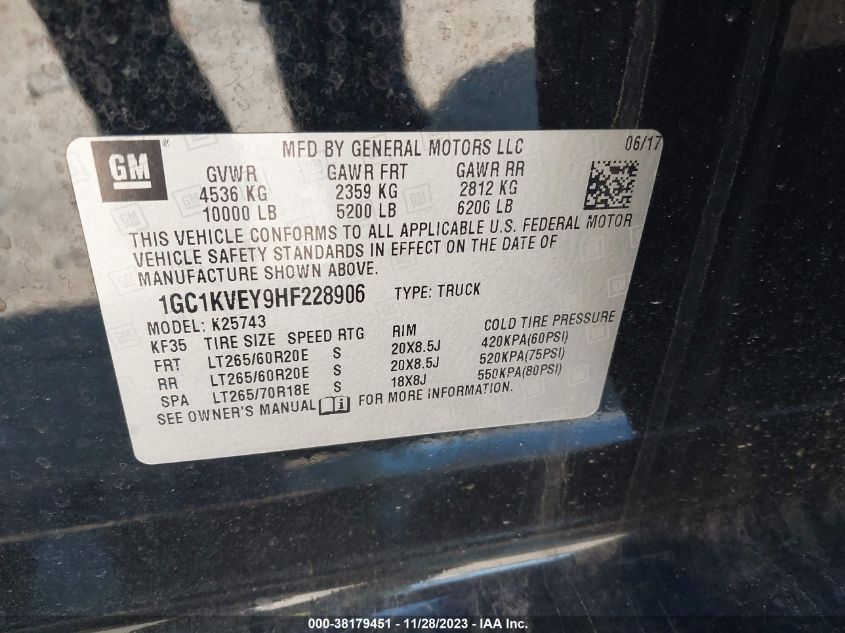 GM
MFD BY GENERAL MOTORS LLC 06/17
GVWR GAWR FRT GAWR RR
4536 KG 2359 KG 2812 KG
10000 LB 5200 LB 6200 LB
THIS VEHICLE CONFORMS TO ALL APPLICABLE U.S. FEDERAL MOTOR
VEHICLE SAFETY STANDARDS IN EFFECT ON THE DATE OF
MANUFACTURE SHOWN ABOVE.
1GC1KVEY9HF228906 TYPE: TRUCK
MODEL: K25743
KF35 TIRE SIZE SPEED RTG RIM COLD TIRE PRESSURE
FRT LT265/60R20E S 20X8.5J 420KPA(60PSI)
RR LT265/60R20E S 20X8.5J 520KPA(75PSI)
SPA LT265/70R18E S 18X8J 550KPA(80PSI)
SEE OWNER'S MANUAL FOR MORE INFORMATION.
000-38179451 - 11/28/2023 - IAA Inc.